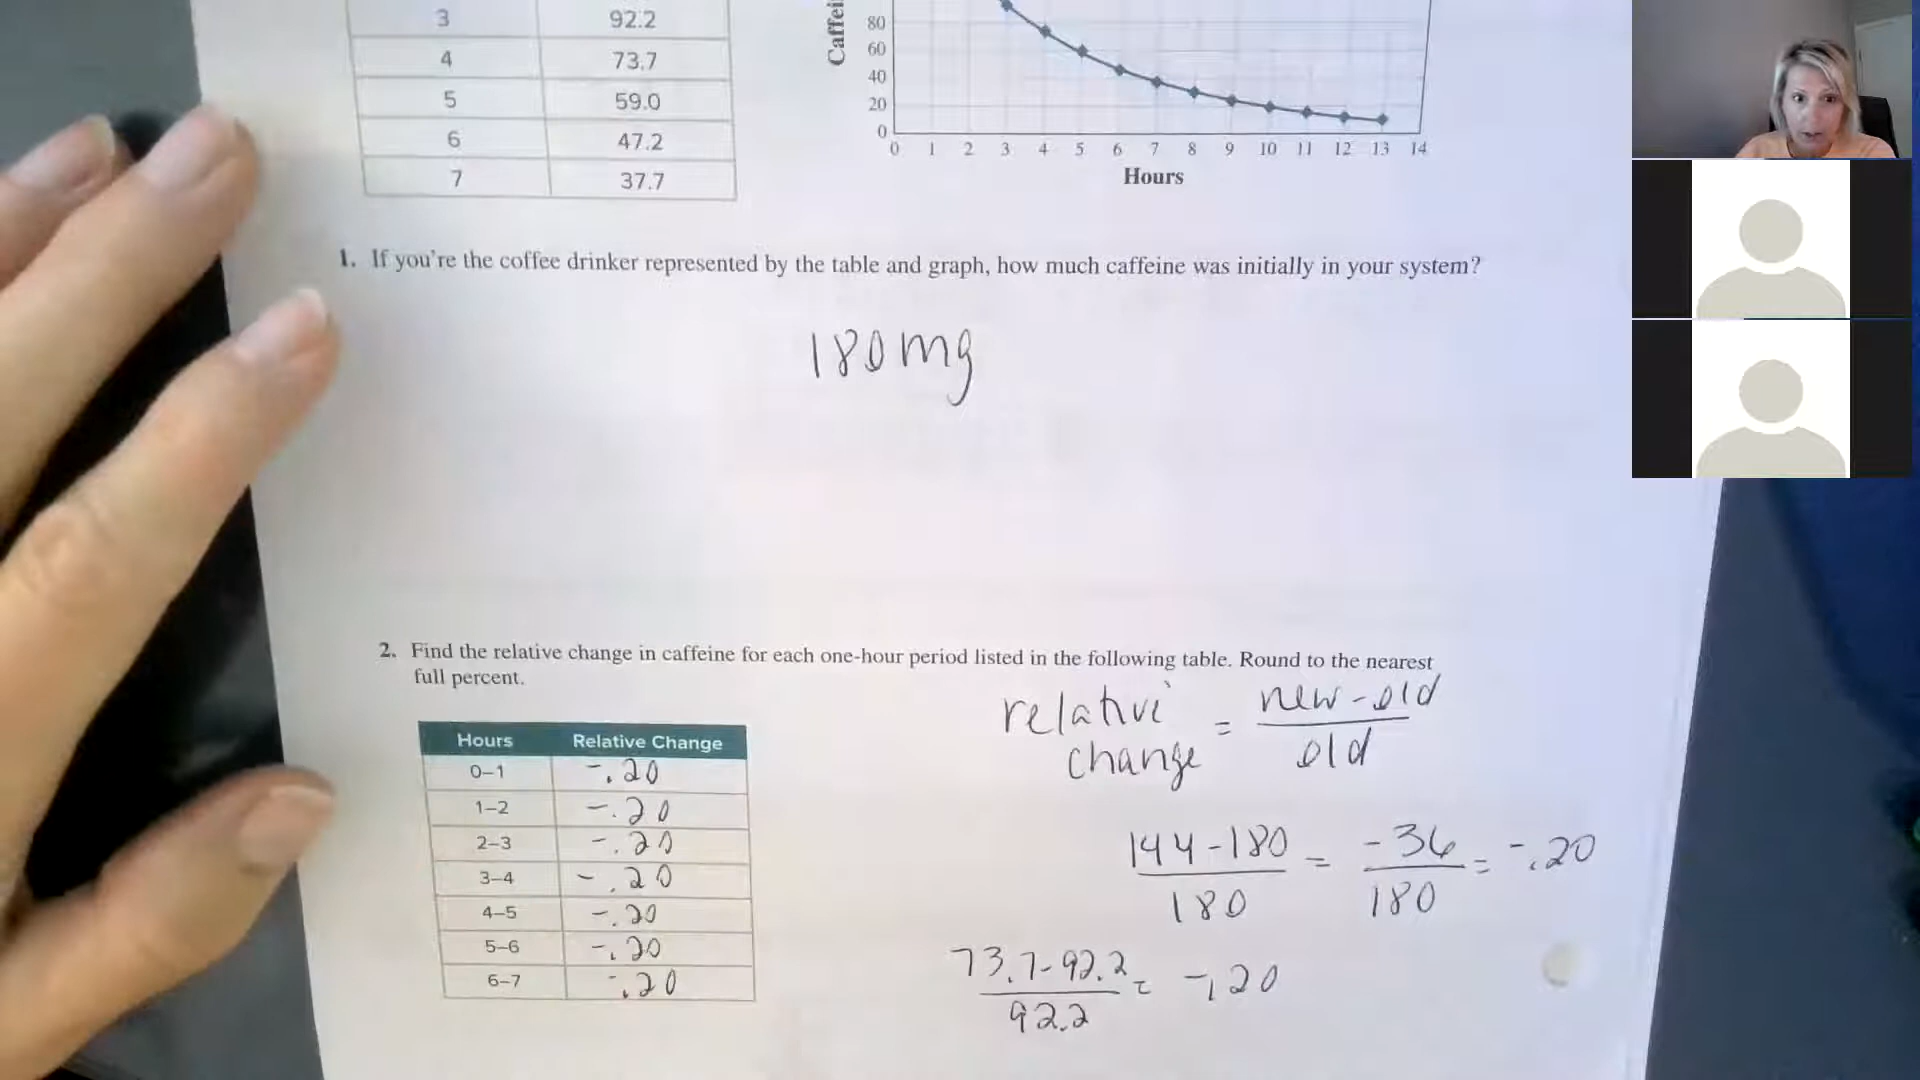 3 92.2
4 73.7
5 59.0
6 47.2
7 37.7
80
60
40
20
0
0 1 2 3 4 5 6 7 8 9 10 11 12 13 14
Hours
1. If you're the coffee drinker represented by the table and graph, how much caffeine was initially in your system?
180 mg
2. Find the relative change in caffeine for each one-hour period listed in the following table. Round to the nearest
full percent.
relative change = new - old / old
Hours Relative Change
0–1 -.20
1–2 -.20
2–3 -.20
3–4 -.20
4–5 -.20
5–6 -.20
6–7 -.20
144 - 180 / 180 = -36 / 180 = -.20
73.7 - 92.2 / 92.2 = -.20